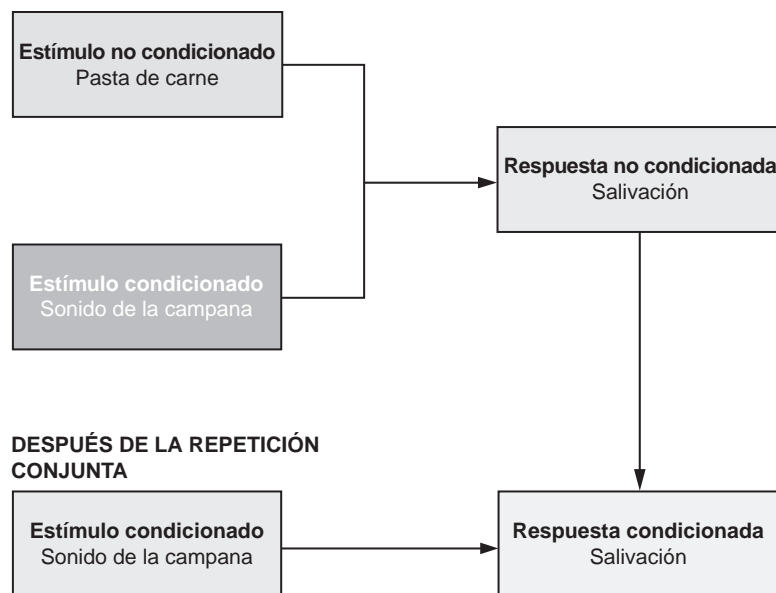 Estímulo no condicionado
Pasta de carne
Respuesta no condicionada
Salivación
Estímulo condicionado
Sonido de la campana
DESPUÉS DE LA REPETICIÓN
CONJUNTA
Estímulo condicionado
Sonido de la campana
Respuesta condicionada
Salivación